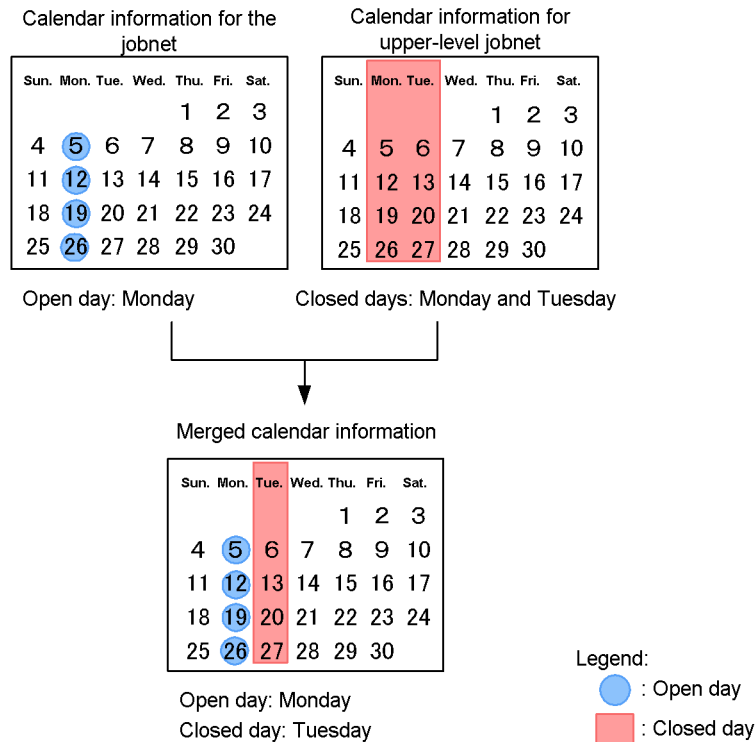 Calendar information for the
jobnet
Sun. Mon. Tue. Wed. Thu. Fri. Sat.
1 2 3
4 5 6 7 8 9 10
11 12 13 14 15 16 17
18 19 20 21 22 23 24
25 26 27 28 29 30
Open day: Monday
Calendar information for
upper-level jobnet
Sun. Mon. Tue. Wed. Thu. Fri. Sat.
1 2 3
4 5 6 7 8 9 10
11 12 13 14 15 16 17
18 19 20 21 22 23 24
25 26 27 28 29 30
Closed days: Monday and Tuesday
Merged calendar information
Sun. Mon. Tue. Wed. Thu. Fri. Sat.
1 2 3
4 5 6 7 8 9 10
11 12 13 14 15 16 17
18 19 20 21 22 23 24
25 26 27 28 29 30
Open day: Monday
Closed day: Tuesday
Legend:
: Open day
: Closed day